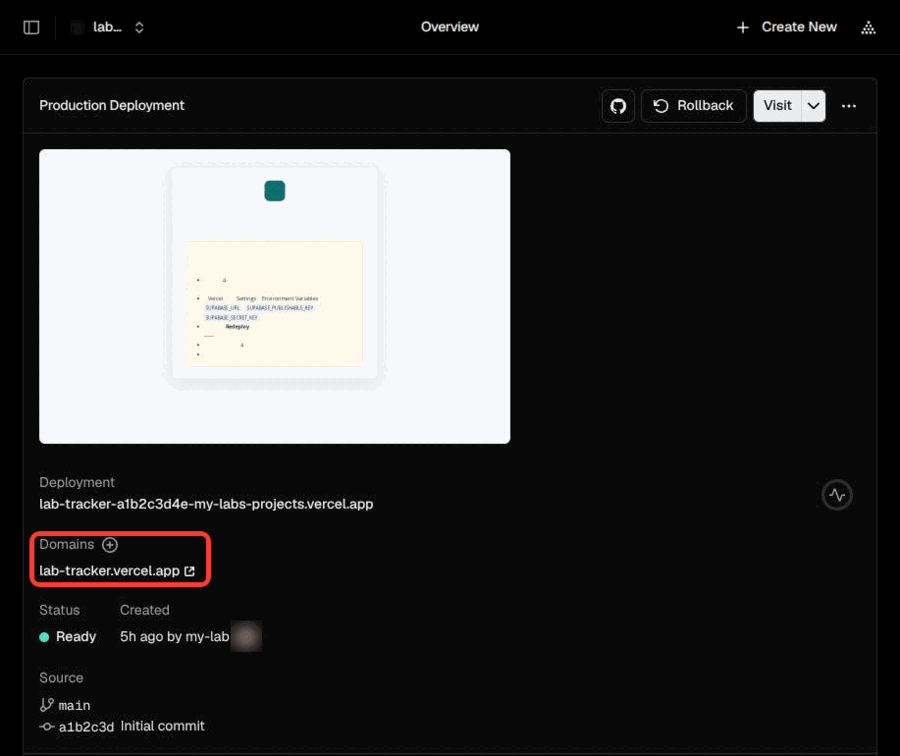 lab...
Overview
Create New
Production Deployment
Rollback
Visit
4
Vercel Settings Environment Variables
SUPABASE_URL SUPABASE_PUBLISHABLE_KEY
SUPABASE_SECRET_KEY
Redeploy
4
Deployment
lab-tracker-a1b2c3d4e-my-labs-projects.vercel.app
Domains
lab-tracker.vercel.app
Status Created
Ready 5h ago by my-lab
Source
main
a1b2c3d Initial commit